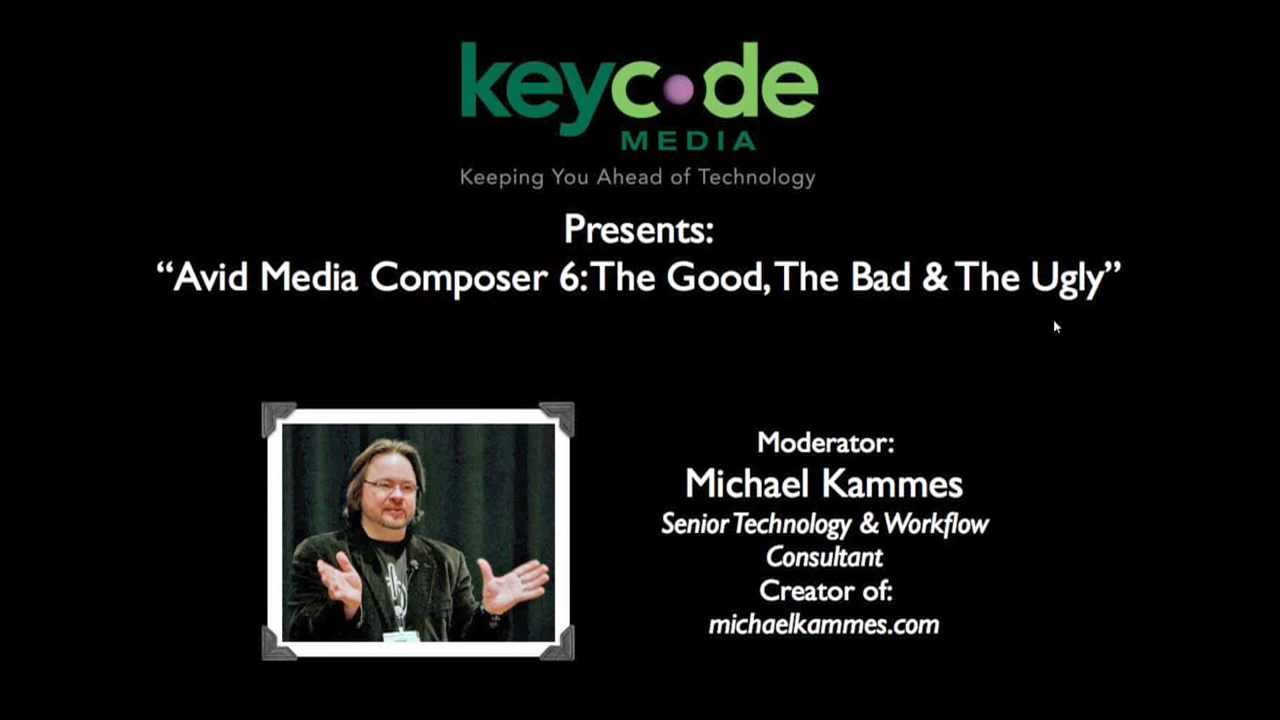 keycode
MEDIA
Keeping You Ahead of Technology
Presents:
“Avid Media Composer 6: The Good, The Bad & The Ugly”
Moderator:
Michael Kammes
Senior Technology & Workflow
Consultant
Creator of:
michaelkammes.com